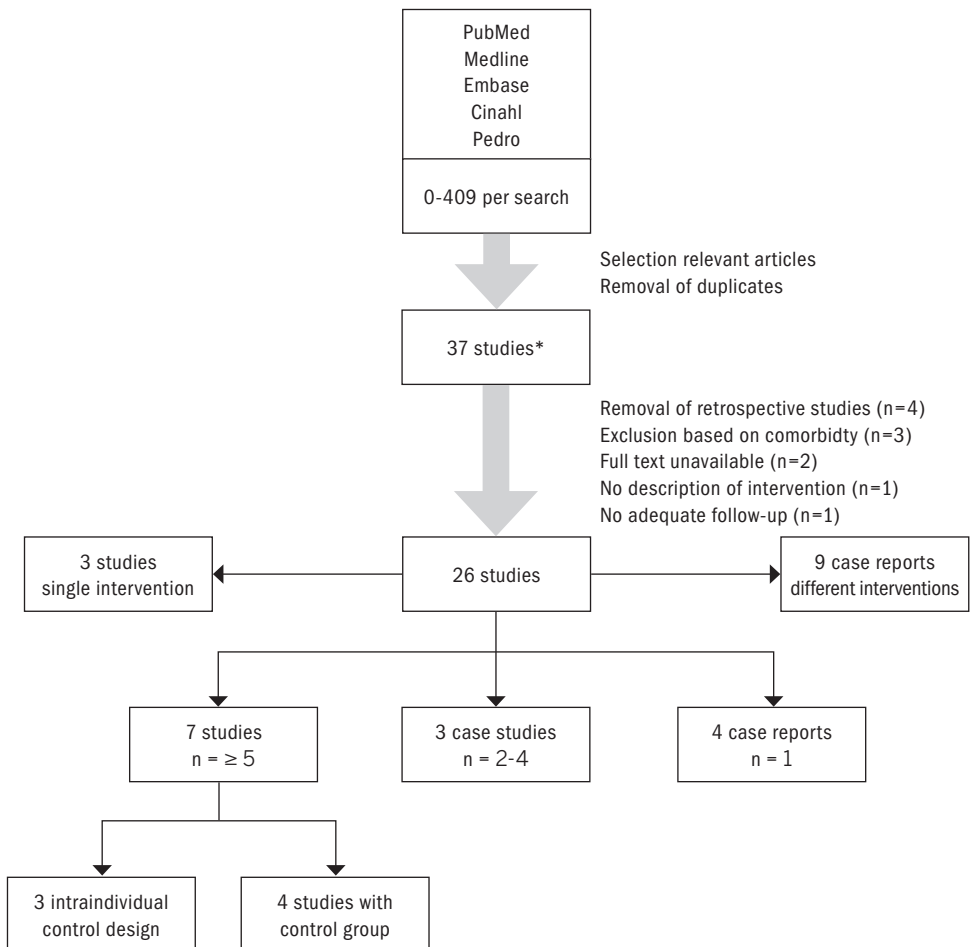 PubMed
Medline
Embase
Cinahl
Pedro
0-409 per search
Selection relevant articles
Removal of duplicates
37 studies*
Removal of retrospective studies (n=4)
Exclusion based on comorbidty (n=3)
Full text unavailable (n=2)
No description of intervention (n=1)
No adequate follow-up (n=1)
3 studies
single intervention
26 studies
9 case reports
different interventions
7 studies
n = ≥ 5
3 case studies
n = 2-4
4 case reports
n = 1
3 intraindividual
control design
4 studies with
control group